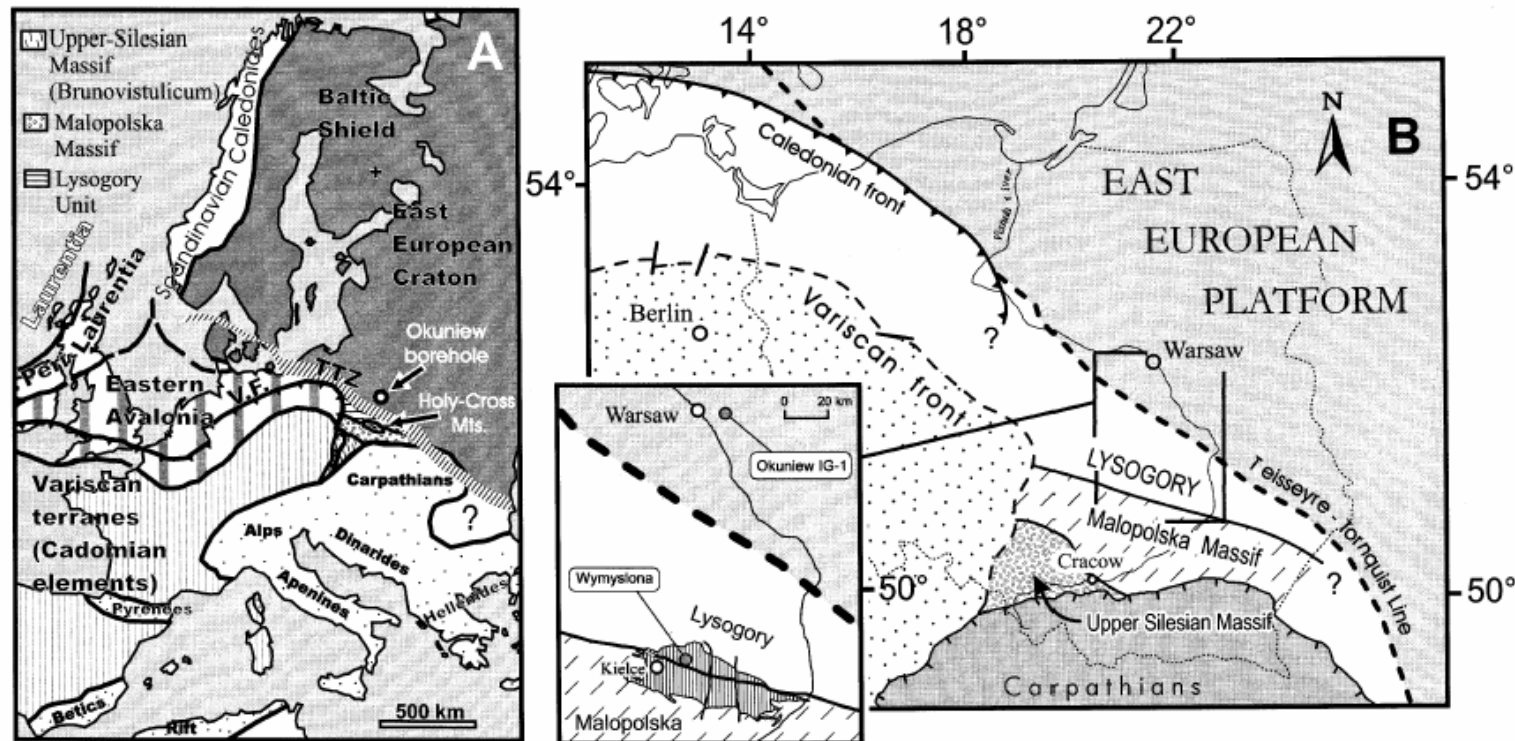 A
Upper-Silesian
Massif
(Brunovistulicum)
Malopolska
Massif
Lysogory
Unit
Scandinavian Caledonides
Baltic
Shield
East
European
Craton
Laurentia
Peri Laurentia
Okuniew
borehole
TTZ
Holy-Cross
Mts.
Eastern
Avalonia
V.F.
Variscan
terranes
(Cadomian
elements)
Carpathians
?
Alps
Dinarides
Apenines
Hellenides
Pyrenees
Betics
Rift
500 km
14°
18°
22°
N
B
54°
54°
Caledonian front
EAST
EUROPEAN
PLATFORM
Berlin
Variscan front
?
Warsaw
LYSOGORY
Teisseyre - Tornquist Line
Malopolska Massif
Cracow
?
50°
50°
Upper Silesian Massif
Carpathians
Warsaw
0 20 km
Okuniew IG-1
Wymyslona
Lysogory
Kielce
Malopolska